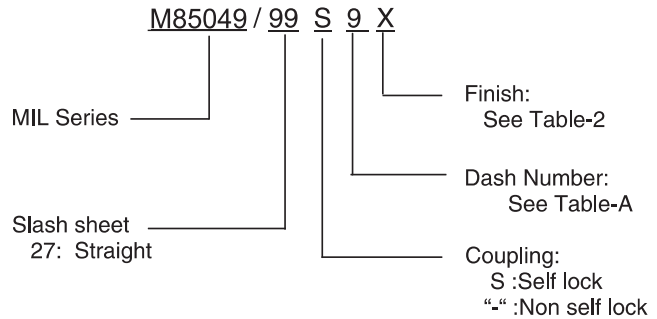 M85049 / 99 S 9 X
Finish:
See Table-2
MIL Series
Dash Number:
See Table-A
Slash sheet
27: Straight
Coupling:
S :Self lock
“-“ :Non self lock